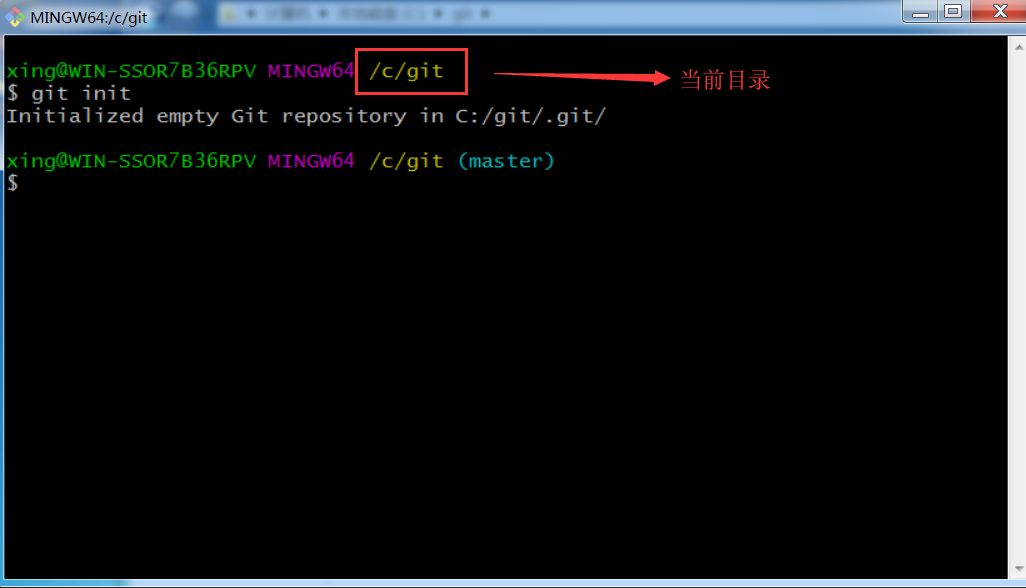 MINGW64:/c/git
xing@WIN-SSOR7B36RPV MINGW64 /c/git
当前目录
$ git init
Initialized empty Git repository in C:/git/.git/
xing@WIN-SSOR7B36RPV MINGW64 /c/git (master)
$